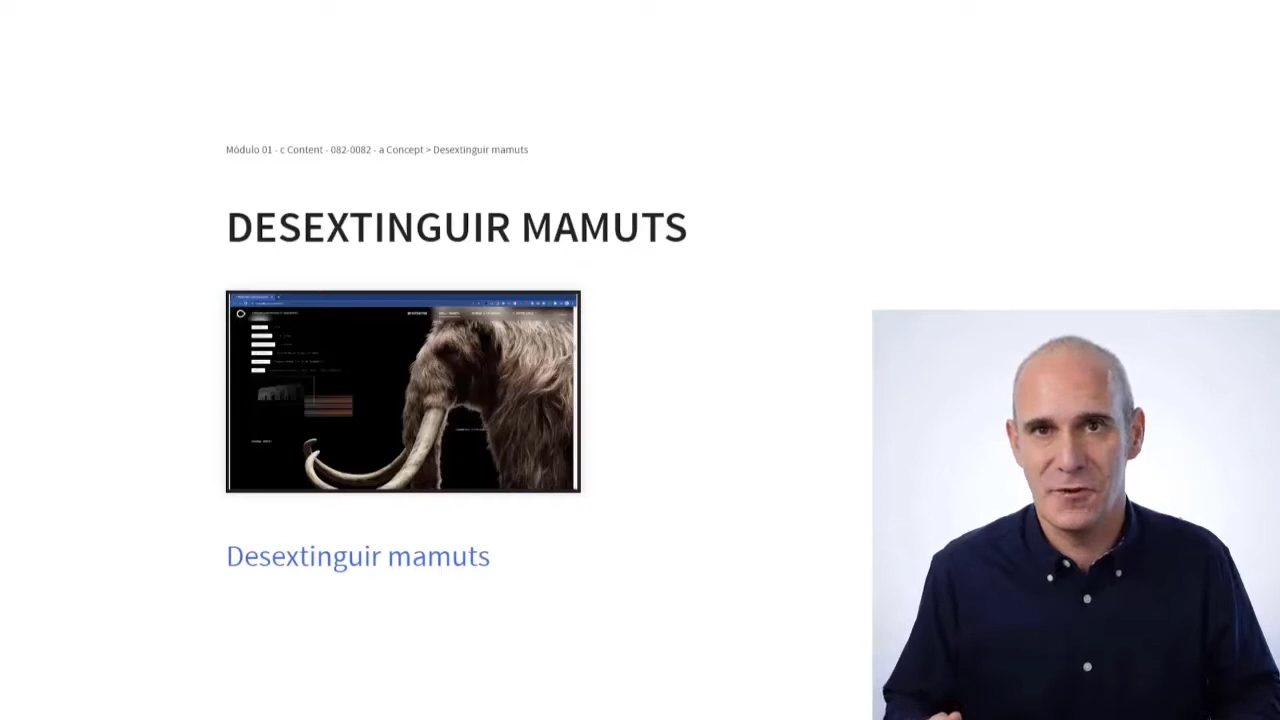 Módulo 01 - c Content - 082-0082 - a Concept > Desextinguir mamuts
DESEXTINGUIR MAMUTS
Desextinguir mamuts